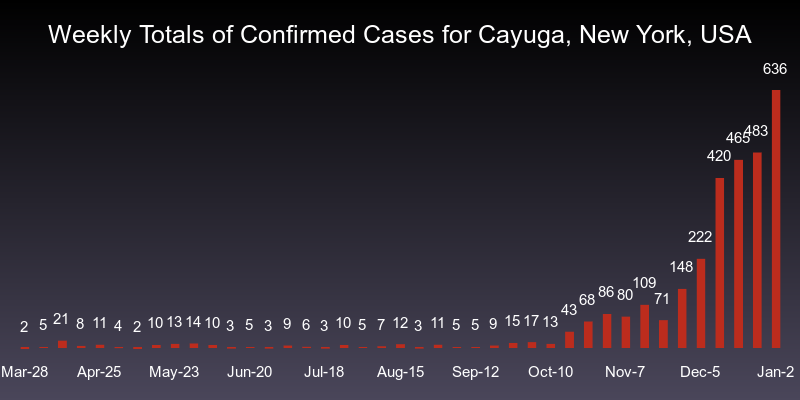 Weekly Totals of Confirmed Cases for Cayuga, New York, USA
636
465 483
420
222
148
109
86 80 71
68
43
2 5 21 8 11 4 2 10 13 14 10 3 5 3 9 6 3 10 5 7 12 3 11 5 5 9 15 17 13
Mar-28 Apr-25 May-23 Jun-20 Jul-18 Aug-15 Sep-12 Oct-10 Nov-7 Dec-5 Jan-2